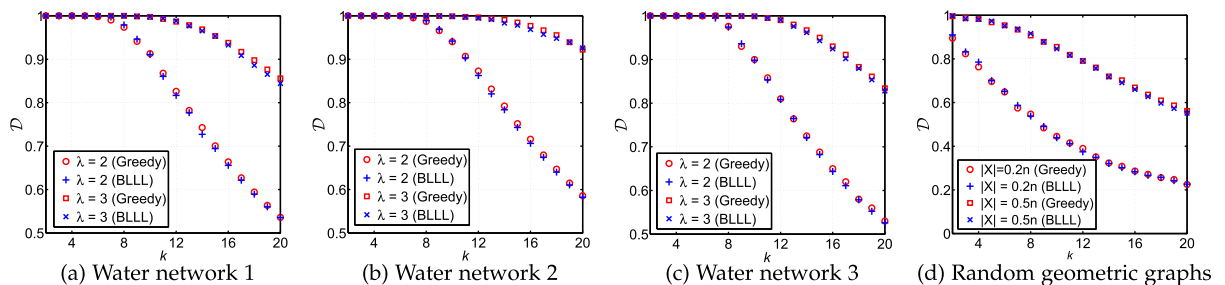 1
0.9
0.8
0.7
0.6
0.5
𝒟
4 8 12 16 20
k
λ = 2 (Greedy)
λ = 2 (BLLL)
λ = 3 (Greedy)
λ = 3 (BLLL)
(a) Water network 1
1
0.9
0.8
0.7
0.6
0.5
𝒟
4 8 12 16 20
k
λ = 2 (Greedy)
λ = 2 (BLLL)
λ = 3 (Greedy)
λ = 3 (BLLL)
(b) Water network 2
1
0.9
0.8
0.7
0.6
0.5
𝒟
4 8 12 16 20
k
λ = 2 (Greedy)
λ = 2 (BLLL)
λ = 3 (Greedy)
λ = 3 (BLLL)
(c) Water network 3
1
0.8
0.6
0.4
0.2
0
𝒟
4 8 12 16 20
k
|X|=0.2n (Greedy)
|X| = 0.2n (BLLL)
|X| = 0.5n (Greedy)
|X| = 0.5n (BLLL)
(d) Random geometric graphs